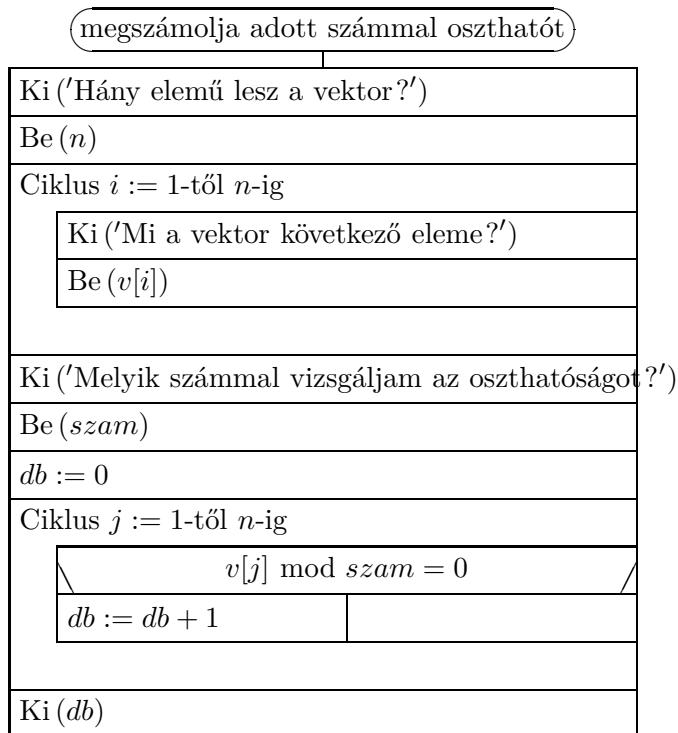 megszámolja adott számmal oszthatót
Ki ('Hány elemű lesz a vektor?')
Be (n)
Ciklus i := 1-től n-ig
Ki ('Mi a vektor következő eleme?')
Be (v[i])
Ki ('Melyik számmal vizsgáljam az oszthatóságot?')
Be (szam)
db := 0
Ciklus j := 1-től n-ig
v[j] mod szam = 0
db := db + 1
Ki (db)